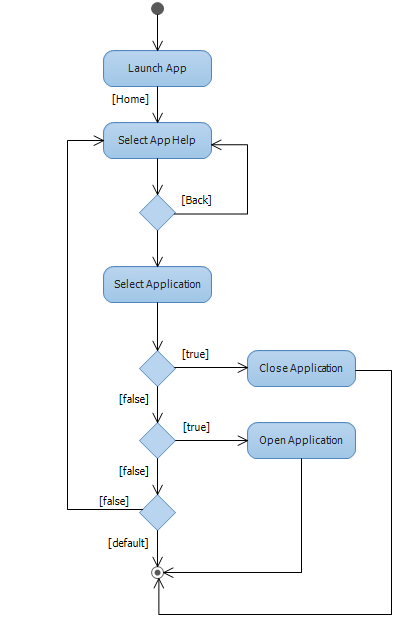 Launch App
[Home]
Select App Help
[Back]
Select Application
[true]
Close Application
[false]
[true]
Open Application
[false]
[false]
[default]